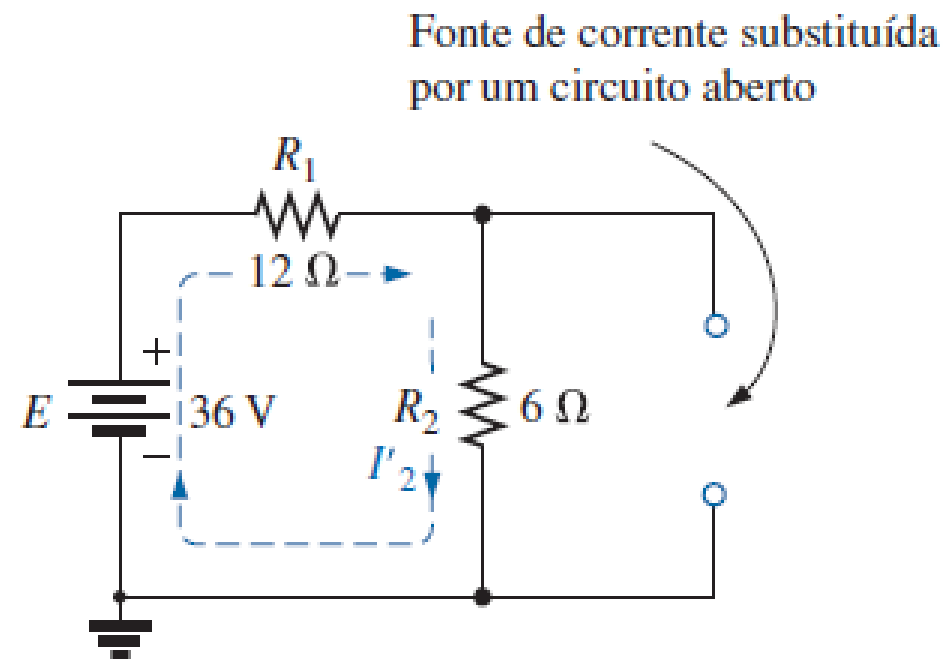 Fonte de corrente substituída
por um circuito aberto
R1
12 Ω
+
E
36 V
R2
6 Ω
−
I′2